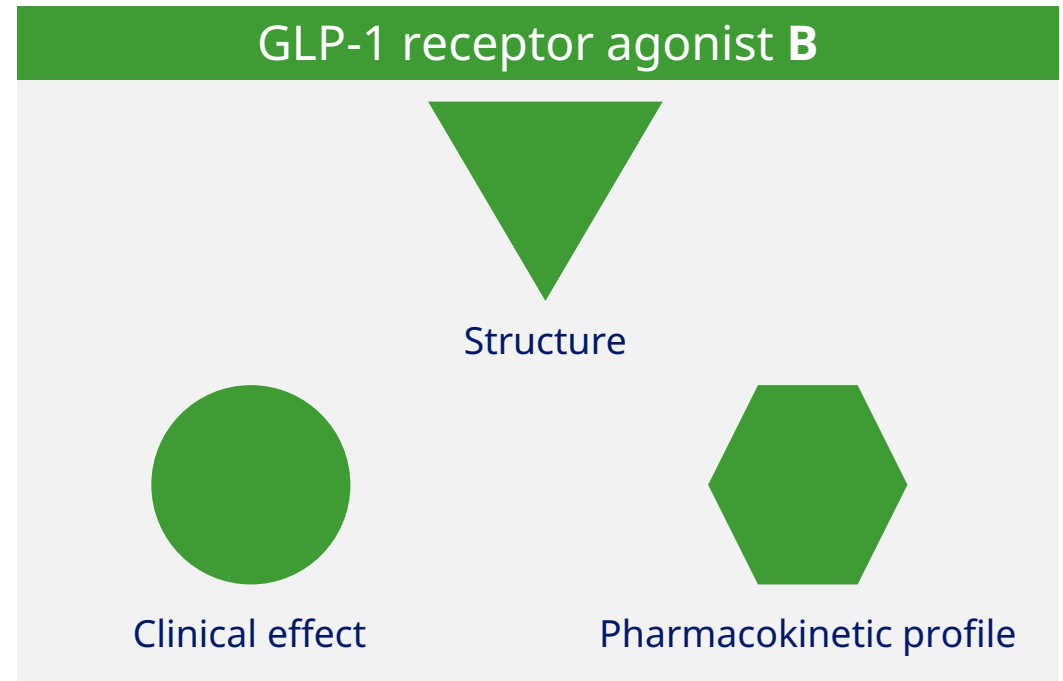 GLP-1 receptor agonist B
Structure
Clinical effect
Pharmacokinetic profile